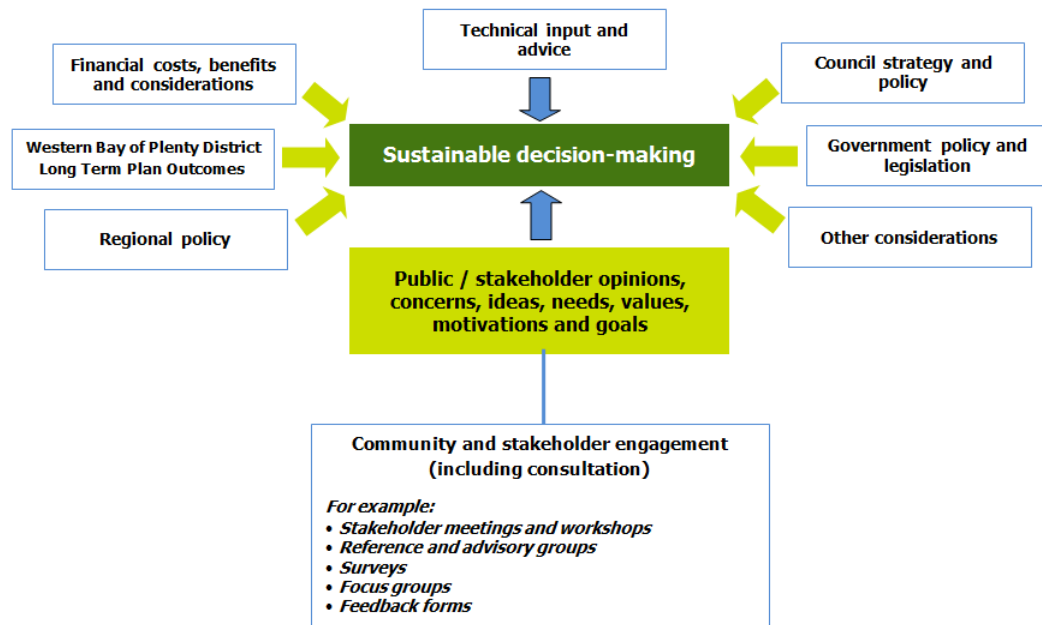 Technical input and
advice
Financial costs, benefits
and considerations
Council strategy and
policy
Western Bay of Plenty District
Long Term Plan Outcomes
Sustainable decision-making
Government policy and
legislation
Regional policy
Other considerations
Public / stakeholder opinions,
concerns, ideas, needs, values,
motivations and goals
Community and stakeholder engagement
(including consultation)
For example:
• Stakeholder meetings and workshops
• Reference and advisory groups
• Surveys
• Focus groups
• Feedback forms